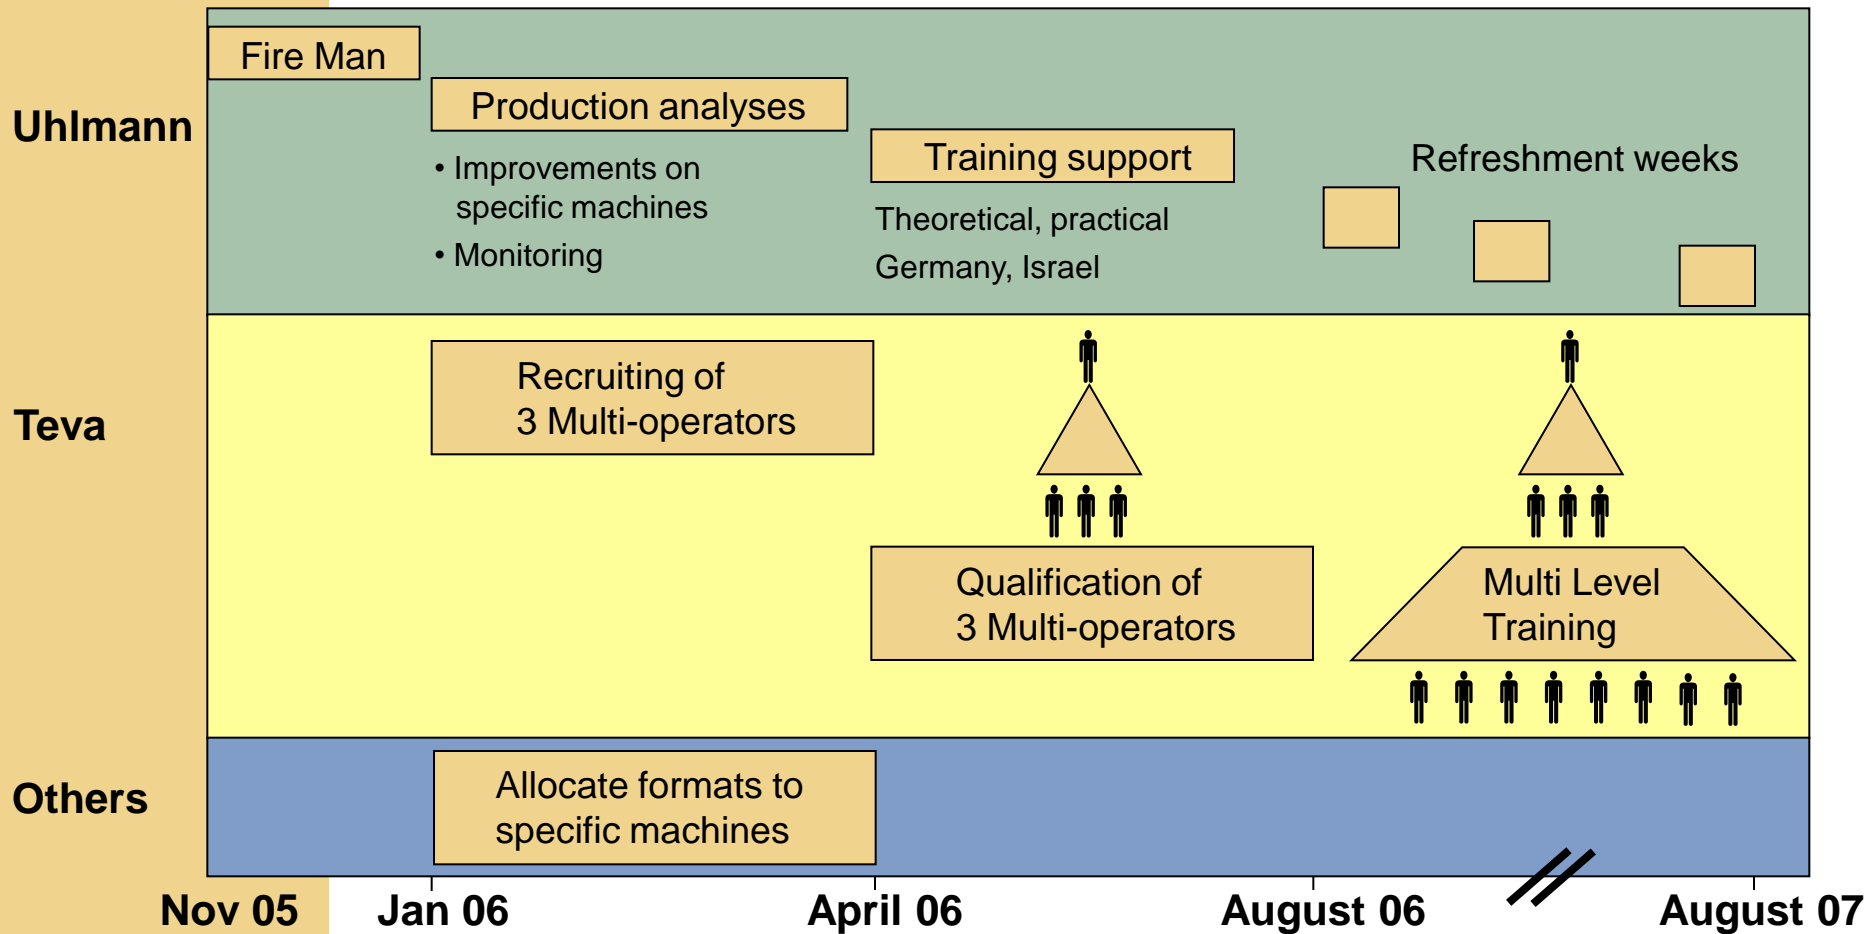 Fire Man
Uhlmann
Production analyses
• Improvements on
specific machines
• Monitoring
Training support
Theoretical, practical
Germany, Israel
Refreshment weeks
Teva
Recruiting of
3 Multi-operators
Qualification of
3 Multi-operators
Multi Level
Training
Others
Allocate formats to
specific machines
Nov 05
Jan 06
April 06
August 06
August 07